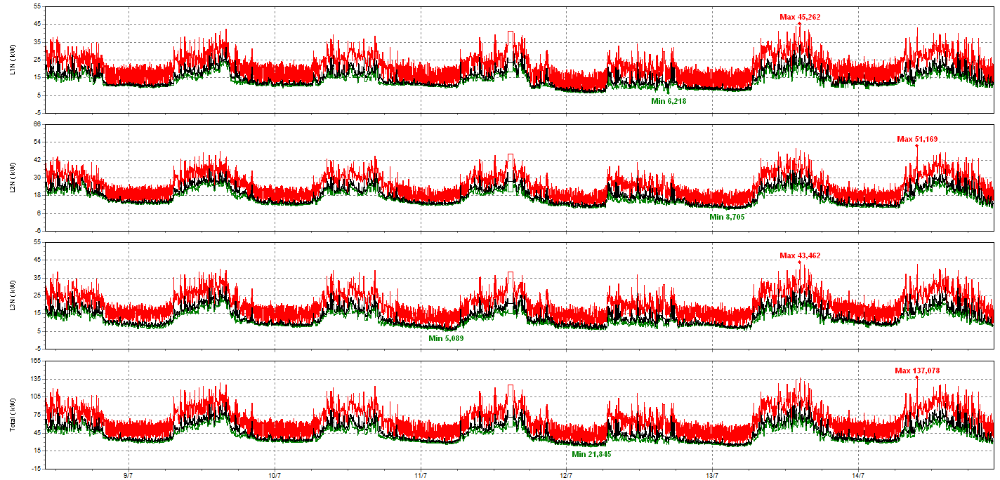 55
45
35
25
15
5
-5
L1N ( kW)
Max 45,262
Min 6,218
66
54
42
30
18
6
-6
L2N ( kW)
Max 51,169
Min 8,705
55
45
35
25
15
5
-5
L3N ( kW)
Max 43,462
Min 5,089
165
135
105
75
45
15
-15
Total ( kW)
Max 137,078
Min 21,845
9/7 10/7 11/7 12/7 13/7 14/7